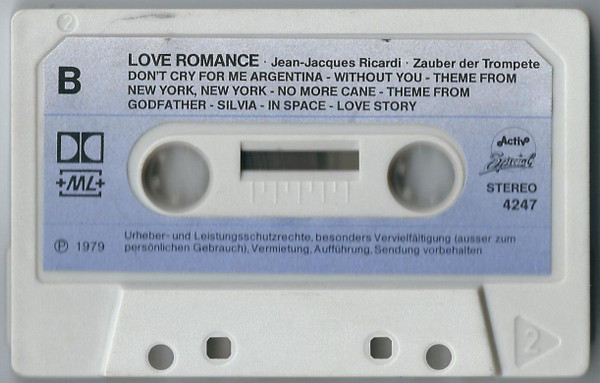 2
B
LOVE ROMANCE · Jean-Jacques Ricardi · Zauber der Trompete
DON'T CRY FOR ME ARGENTINA - WITHOUT YOU - THEME FROM
NEW YORK, NEW YORK - NO MORE CANE - THEME FROM
GODFATHER - SILVIA - IN SPACE - LOVE STORY
+ML+
Activ
Special
STEREO
4247
Ⓟ 1979
Urheber- und Leistungsschutzrechte, besonders Vervielfältigung (ausser zum
persönlichen Gebrauch), Vermietung, Aufführung, Sendung vorbehalten
2